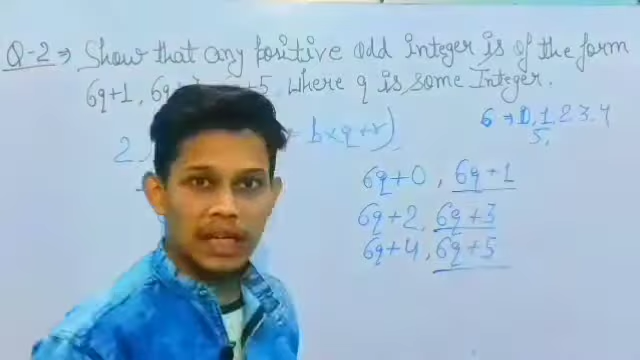 Q-2 ⇒ Show that any positive odd integer is of the form
6q+1, 6q+ +5 where q is some Integer.
6 ⇒ 0, 1, 2, 3, 4
5,
2 = b×q+r)
6q+0, 6q+1
6q+2, 6q+3
6q+4, 6q+5